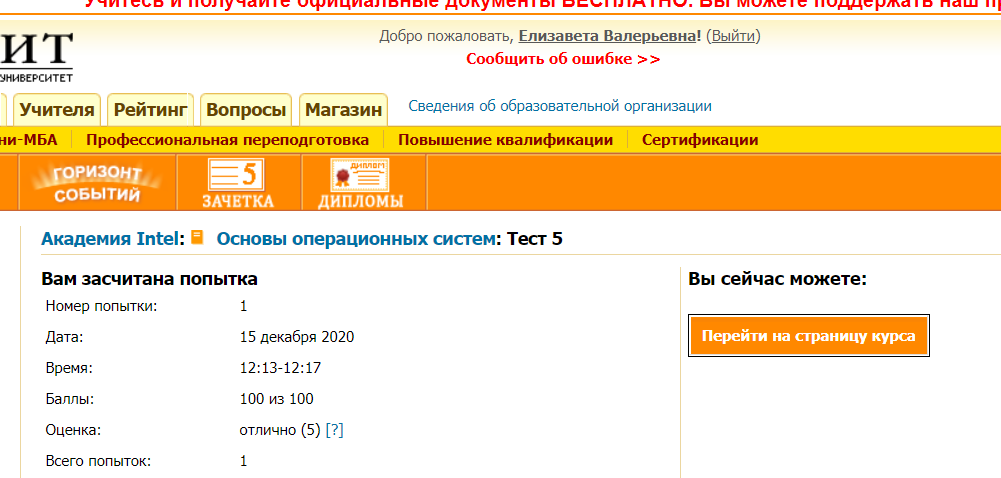 Учитесь и получайте официальные документы БЕСПЛАТНО. Вы можете поддержать наш пр
ИТ
УНИВЕРСИТЕТ
Добро пожаловать, Елизавета Валерьевна! (Выйти)
Сообщить об ошибке >>
Учителя Рейтинг Вопросы Магазин Сведения об образовательной организации
ни-МБА Профессиональная переподготовка Повышение квалификации Сертификации
ГОРИЗОНТ
СОБЫТИЙ
5
ЗАЧЕТКА
ДИПЛОМ
ДИПЛОМЫ
Академия Intel: Основы операционных систем: Тест 5
Вам засчитана попытка
Номер попытки: 1
Дата: 15 декабря 2020
Время: 12:13-12:17
Баллы: 100 из 100
Оценка: отлично (5) [?]
Всего попыток: 1
Вы сейчас можете:
Перейти на страницу курса